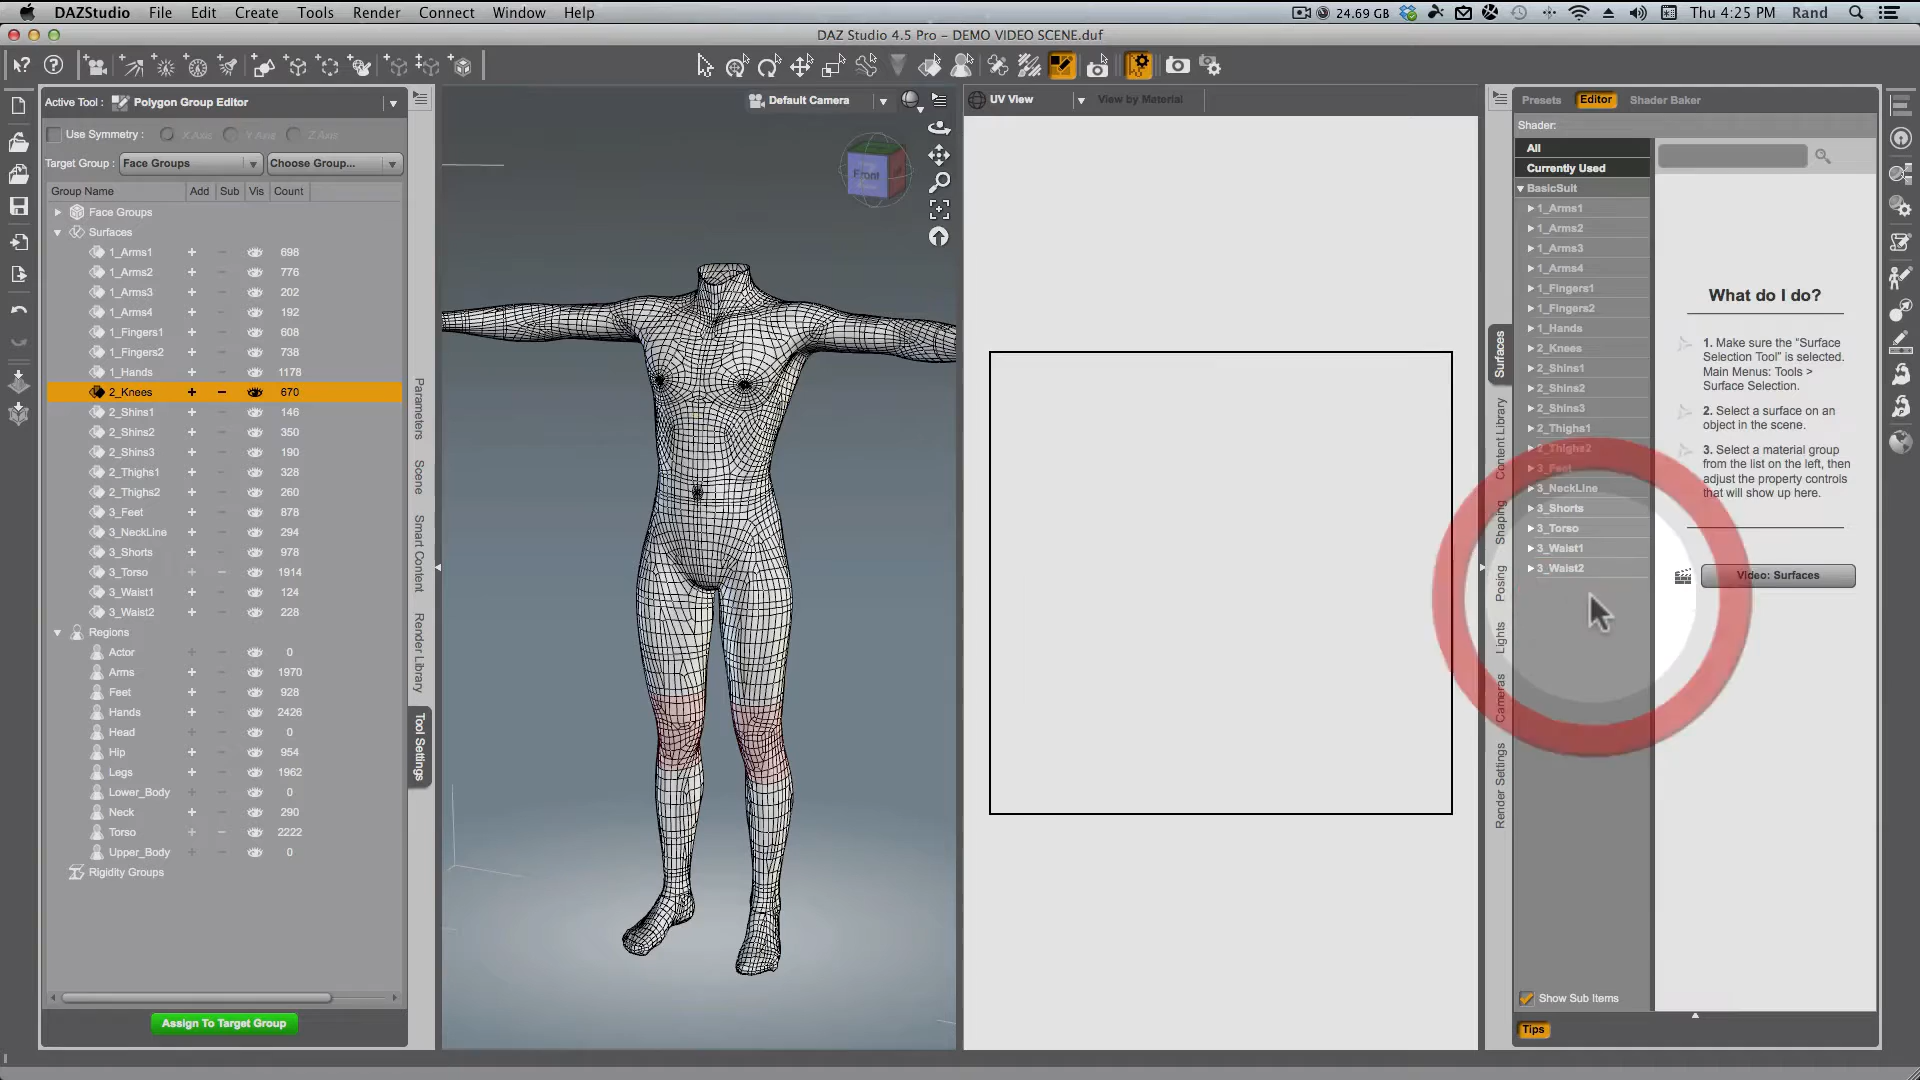 DAZStudio File Edit Create Tools Render Connect Window Help 24.69 GB Thu 4:25 PM Rand
DAZ Studio 4.5 Pro – DEMO VIDEO SCENE.duf
Active Tool : Polygon Group Editor
Use Symmetry : X Axis Y Axis Z Axis
Target Group : Face Groups Choose Group...
Group Name Add Sub Vis Count
Face Groups
Surfaces
1_Arms1 + – 698
1_Arms2 + – 776
1_Arms3 + – 202
1_Arms4 + – 192
1_Fingers1 + – 608
1_Fingers2 + – 738
1_Hands + – 1178
2_Knees + – 670
2_Shins1 + – 146
2_Shins2 + – 350
2_Shins3 + – 190
2_Thighs1 + – 328
2_Thighs2 + – 260
3_Feet + – 878
3_NeckLine + – 294
3_Shorts + – 978
3_Torso + – 1914
3_Waist1 + – 124
3_Waist2 + – 228
Regions
Actor + – 0
Arms + – 1970
Feet + – 928
Hands + – 2426
Head + – 0
Hip + – 954
Legs + – 1962
Lower_Body + – 0
Neck + – 290
Torso + – 2222
Upper_Body + – 0
Rigidity Groups
Assign To Target Group
Parameters
Scene
Smart Content
Render Library
Tool Settings
Default Camera
Front
UV View View by Material
Surfaces
Content Library
Shaping
Posing
Lights
Cameras
Render Settings
Presets Editor Shader Baker
Shader:
All
Currently Used
BasicSuit
1_Arms1
1_Arms2
1_Arms3
1_Arms4
1_Fingers1
1_Fingers2
1_Hands
2_Knees
2_Shins1
2_Shins2
2_Shins3
2_Thighs1
2_Thighs2
3_Feet
3_NeckLine
3_Shorts
3_Torso
3_Waist1
3_Waist2
Show Sub Items
Tips
What do I do?
1. Make sure the "Surface
Selection Tool" is selected.
Main Menus: Tools >
Surface Selection.
2. Select a surface on an
object in the scene.
3. Select a material group
from the list on the left, then
adjust the property controls
that will show up here.
Video: Surfaces